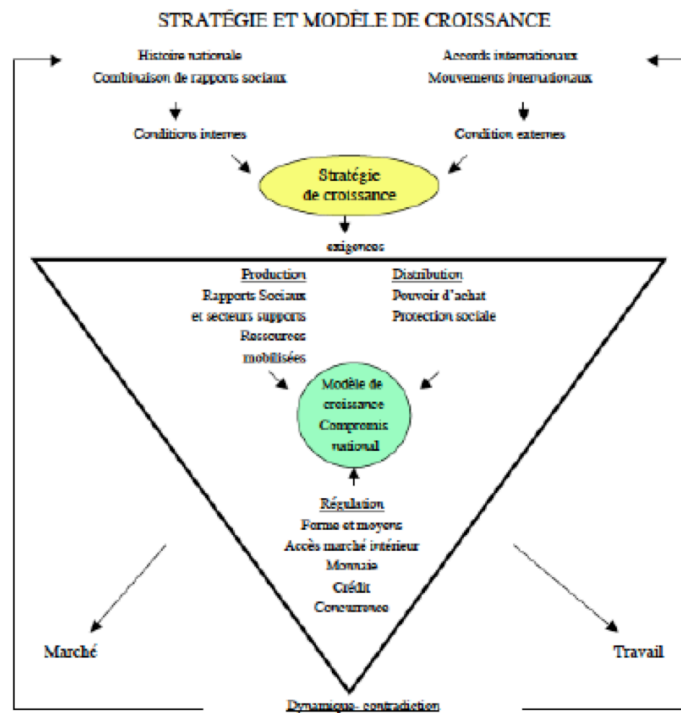 STRATÉGIE ET MODÈLE DE CROISSANCE
Histoire nationale
Combinaison de rapports sociaux
Accords internationaux
Mouvements internationaux
Conditions internes
Condition externes
Stratégie
de croissance
exigences
Production
Rapports Sociaux
et secteurs supports
Ressources
mobilisées
Distribution
Pouvoir d'achat
Protection sociale
Modèle de
croissance
Compromis
national
Régulation
Forme et moyens
Accès marché intérieur
Monnaie
Crédit
Concurrence
Marché
Travail
Dynamique- contradiction